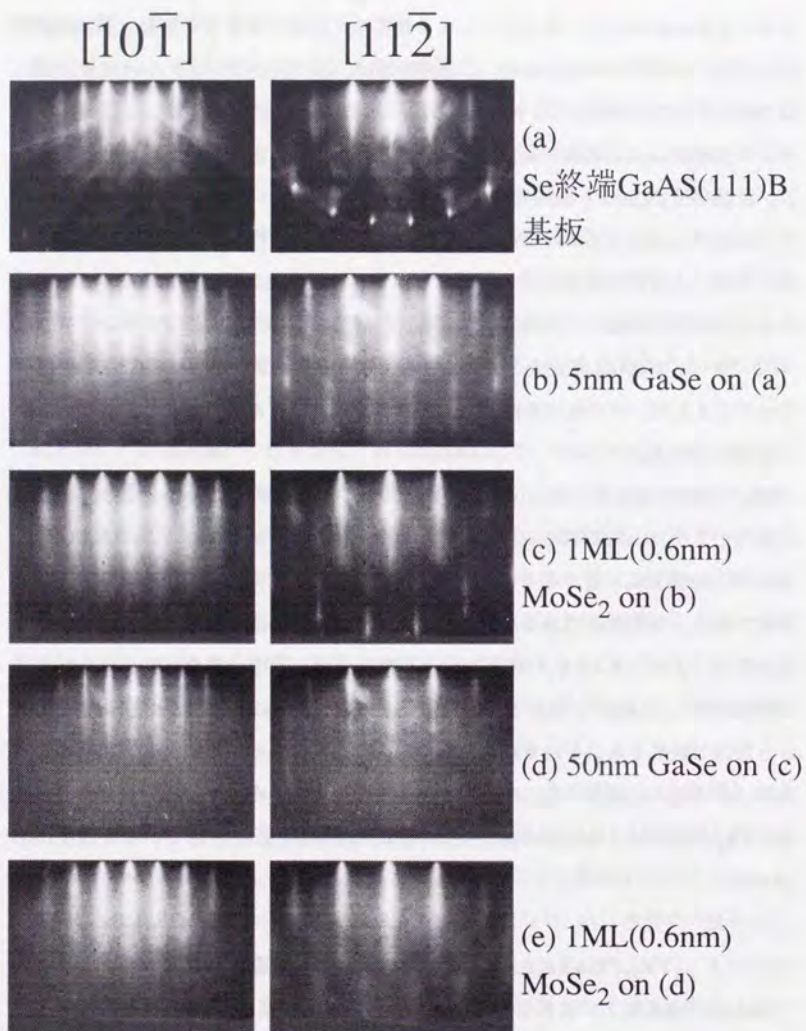 [101̅] [112̅]
(a)
Se終端GaAS(111)B
基板
(b) 5nm GaSe on (a)
(c) 1ML(0.6nm)
MoSe₂ on (b)
(d) 50nm GaSe on (c)
(e) 1ML(0.6nm)
MoSe₂ on (d)